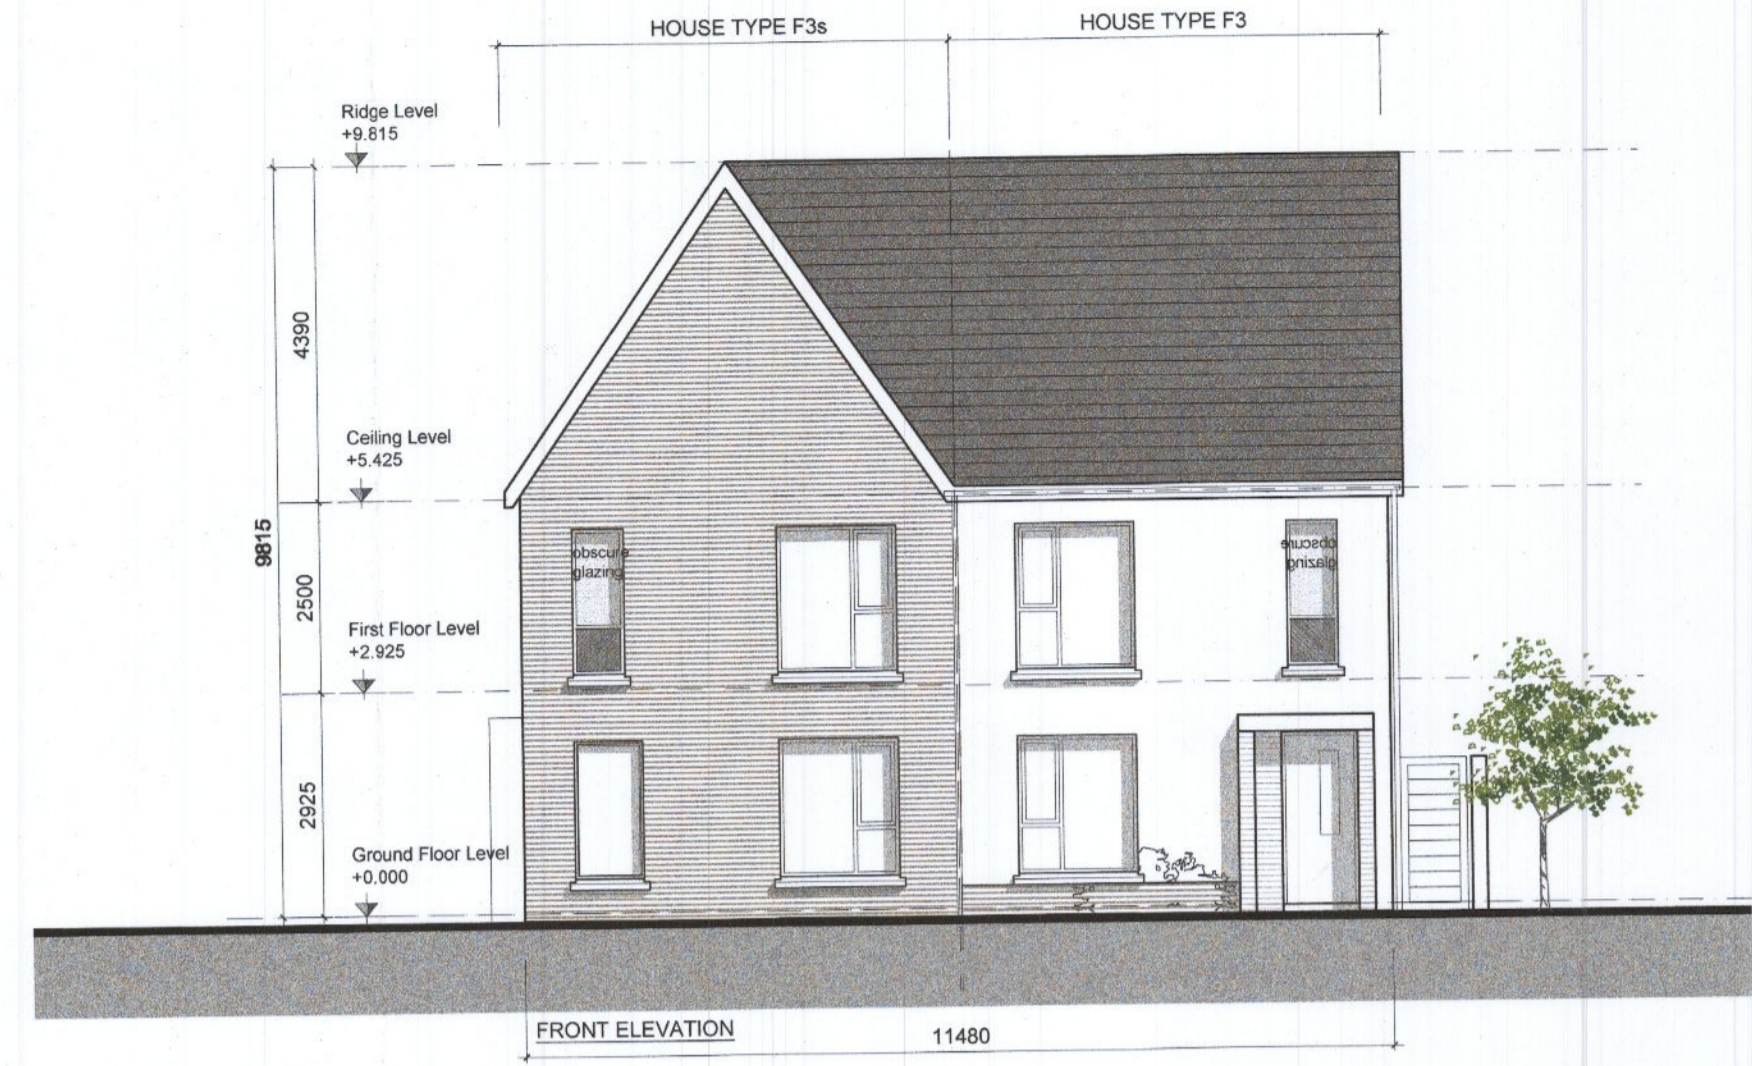 HOUSE TYPE F3s
HOUSE TYPE F3
Ridge Level
+9.815
4390
Ceiling Level
+5.425
9815
2500
First Floor Level
+2.925
2925
Ground Floor Level
+0.000
obscure
glazing
obscure
glazing
FRONT ELEVATION
11480